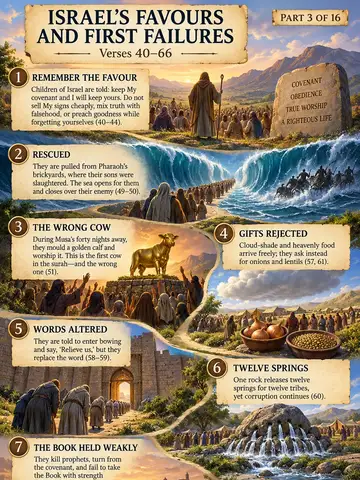 ISRAEL'S FAVOURS
AND FIRST FAILURES
Verses 40–66
PART 3 OF 16
1 REMEMBER THE FAVOUR
Children of Israel are told: keep My
covenant and I will keep yours. Do not
sell My signs cheaply, mix truth with
falsehood, or preach goodness while
forgetting yourselves (40–44).
COVENANT
OBEDIENCE
TRUE WORSHIP
A RIGHTEOUS LIFE
2 RESCUED
They are pulled from Pharaoh's
brickyards, where their sons were
slaughtered. The sea opens for them
and closes over their enemy (49–50).
3 THE WRONG COW
During Musa's forty nights away,
they mould a golden calf and
worship it. This is the first cow
in the surah—and the wrong
one (51).
4 GIFTS REJECTED
Cloud-shade and heavenly food
arrive freely; they ask instead
for onions and lentils (57, 61).
5 WORDS ALTERED
They are told to enter bowing
and say, 'Relieve us,' but they
replace the word (58–59).
6 TWELVE SPRINGS
One rock releases twelve
springs for twelve tribes,
yet corruption continues (60).
7 THE BOOK HELD WEAKLY
They kill prophets, turn from
the covenant, and fail to take
the Book with strength